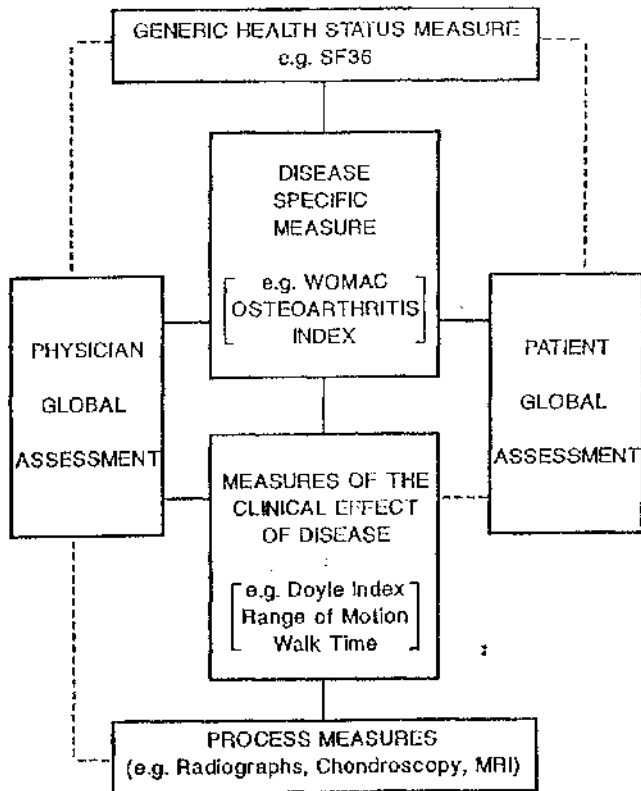 GENERIC HEALTH STATUS MEASURE
e.g. SF36
DISEASE
SPECIFIC
MEASURE
e.g. WOMAC
OSTEOARTHRITIS
INDEX
PHYSICIAN
GLOBAL
ASSESSMENT
PATIENT
GLOBAL
ASSESSMENT
MEASURES OF THE
CLINICAL EFFECT
OF DISEASE
e.g. Doyle Index
Range of Motion
Walk Time
PROCESS MEASURES
(e.g. Radiographs, Chondroscopy, MRI)